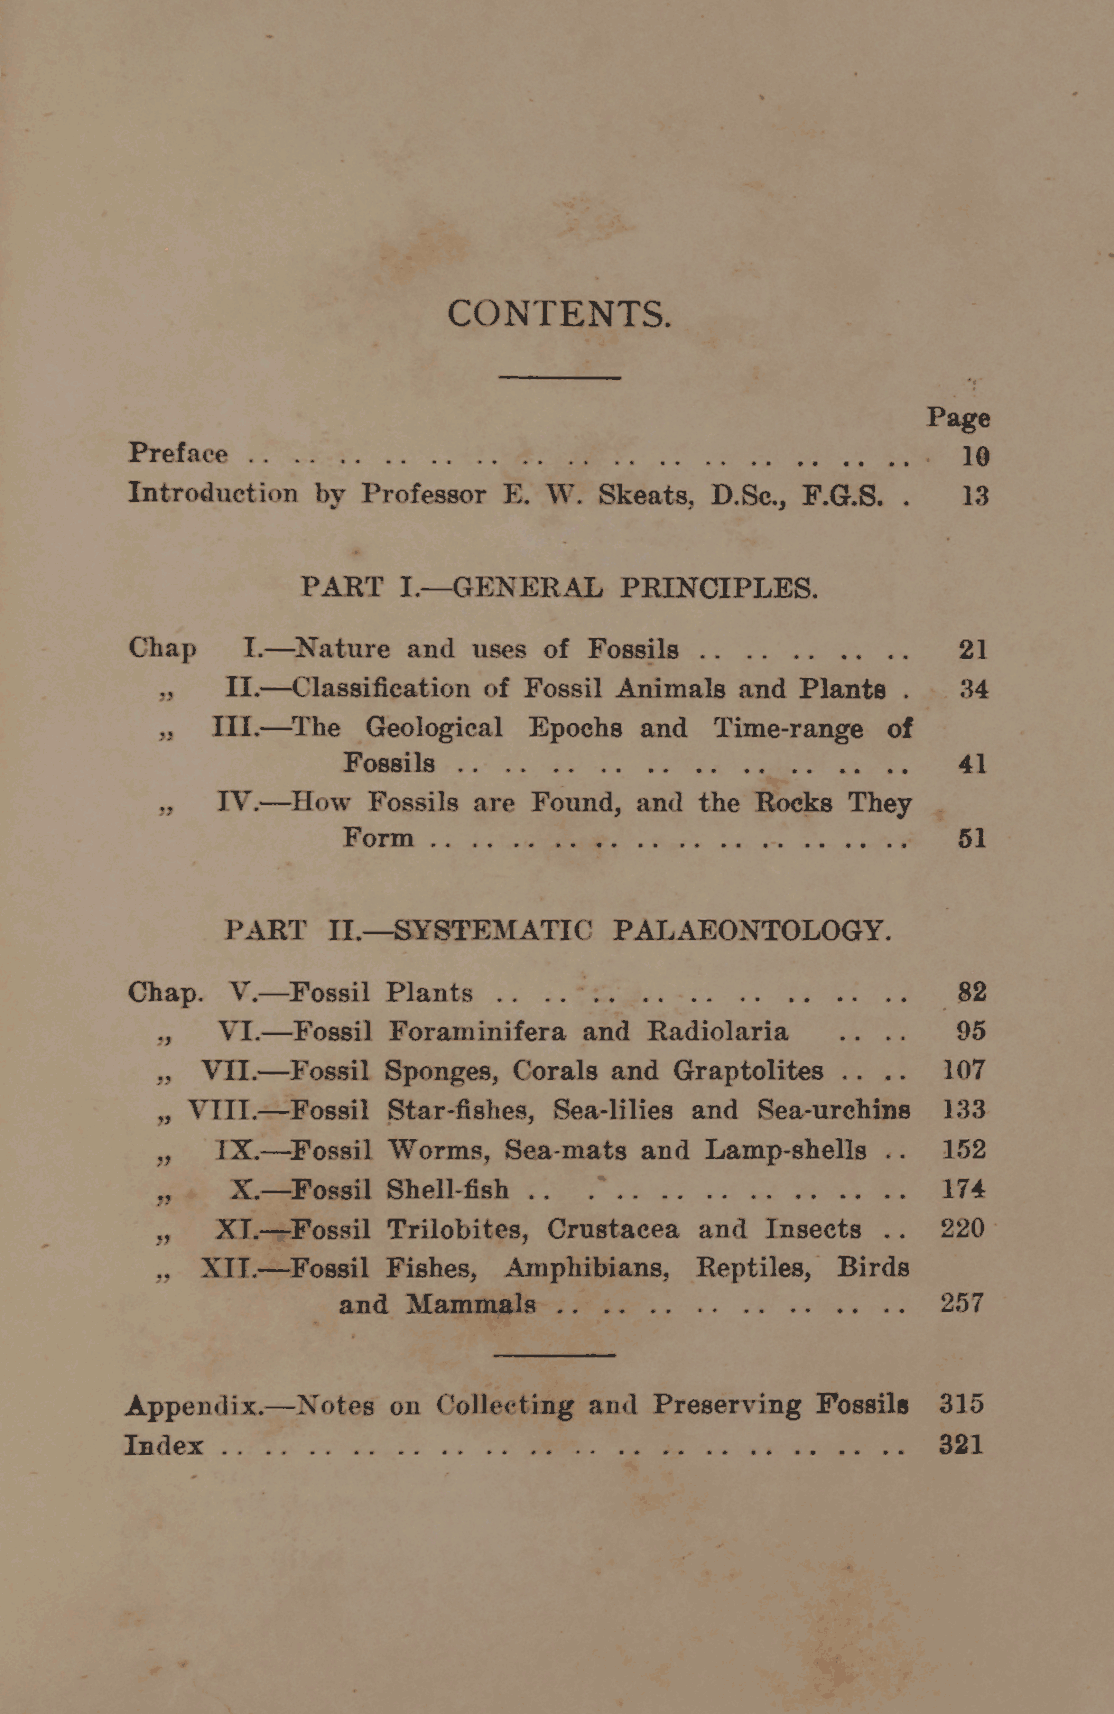 CONTENTS.
Page
Preface .. .. .. .. .. .. .. .. .. .. .. .. .. .. .. 10
Introduction by Professor E. W. Skeats, D.Sc., F.G.S. . 13
PART I.—GENERAL PRINCIPLES.
Chap I.—Nature and uses of Fossils .. .. .. .. .. 21
„ II.—Classification of Fossil Animals and Plants . 34
„ III.—The Geological Epochs and Time-range of
Fossils .. .. .. .. .. .. .. .. .. .. 41
„ IV.—How Fossils are Found, and the Rocks They
Form .. .. .. .. .. .. .. .. .. .. .. .. 51
PART II.—SYSTEMATIC PALAEONTOLOGY.
Chap. V.—Fossil Plants .. .. .. .. .. .. .. .. .. 82
„ VI.—Fossil Foraminifera and Radiolaria .. .. 95
„ VII.—Fossil Sponges, Corals and Graptolites .. .. 107
„ VIII.—Fossil Star-fishes, Sea-lilies and Sea-urchins 133
„ IX.—Fossil Worms, Sea-mats and Lamp-shells .. 152
„ X.—Fossil Shell-fish .. . .. .. .. .. .. .. .. 174
„ XI.—Fossil Trilobites, Crustacea and Insects .. 220
„ XII.—Fossil Fishes, Amphibians, Reptiles, Birds
and Mammals .. .. .. .. .. .. .. .. 257
Appendix.—Notes on Collecting and Preserving Fossils 315
Index .. .. .. .. .. .. .. .. .. .. .. .. .. .. .. .. 321